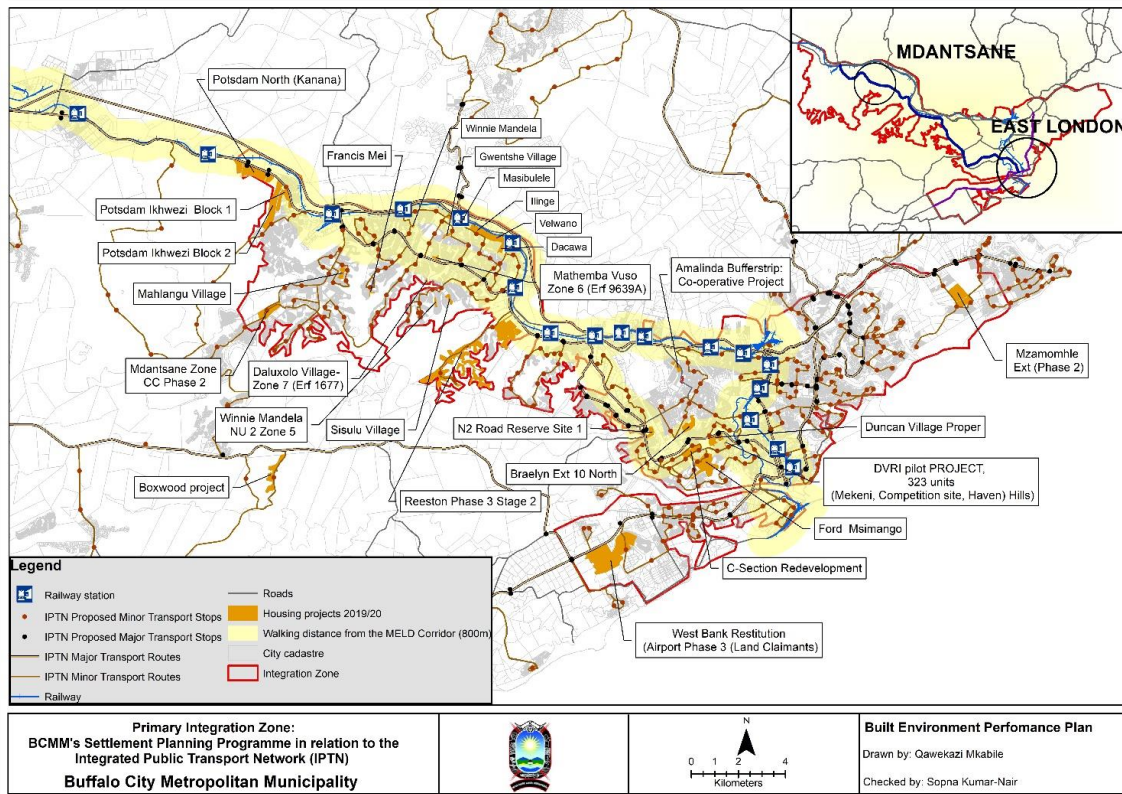 MDANTSANE
EAST LONDON
Potsdam North (Kanana)
Winnie Mandela
Francis Mei
Gwentshe Village
Masibulele
Ilinge
Velwano
Dacawa
Potsdam Ikhwezi Block 1
Potsdam Ikhwezi Block 2
Mathemba Vuso
Zone 6 (Erf 9639A)
Amalinda Bufferstrip:
Co-operative Project
Mahlangu Village
Mzamomhle
Ext (Phase 2)
Mdantsane Zone
CC Phase 2
Daluxolo Village-
Zone 7 (Erf 1677)
Winnie Mandela
NU 2 Zone 5
Sisulu Village
N2 Road Reserve Site 1
Duncan Village Proper
Braelyn Ext 10 North
DVRI pilot PROJECT,
323 units
(Mekeni, Competition site, Haven) Hills)
Boxwood project
Reeston Phase 3 Stage 2
Ford Msimango
C-Section Redevelopment
West Bank Restitution
(Airport Phase 3 (Land Claimants)
Legend
Railway station
IPTN Proposed Minor Transport Stops
IPTN Proposed Major Transport Stops
IPTN Major Transport Routes
IPTN Minor Transport Routes
Railway
Roads
Housing projects 2019/20
Walking distance from the MELD Corridor (800m)
City cadastre
Integration Zone
Primary Integration Zone:
BCMM's Settlement Planning Programme in relation to the
Integrated Public Transport Network (IPTN)
Buffalo City Metropolitan Municipality
N
0 1 2 4
Kilometers
Built Environment Perfomance Plan
Drawn by: Qawekazi Mkabile
Checked by: Sopna Kumar-Nair